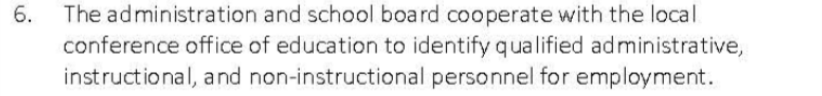 6. The administration and school board cooperate with the local
conference office of education to identify qualified administrative,
instructional, and non-instructional personnel for employment.